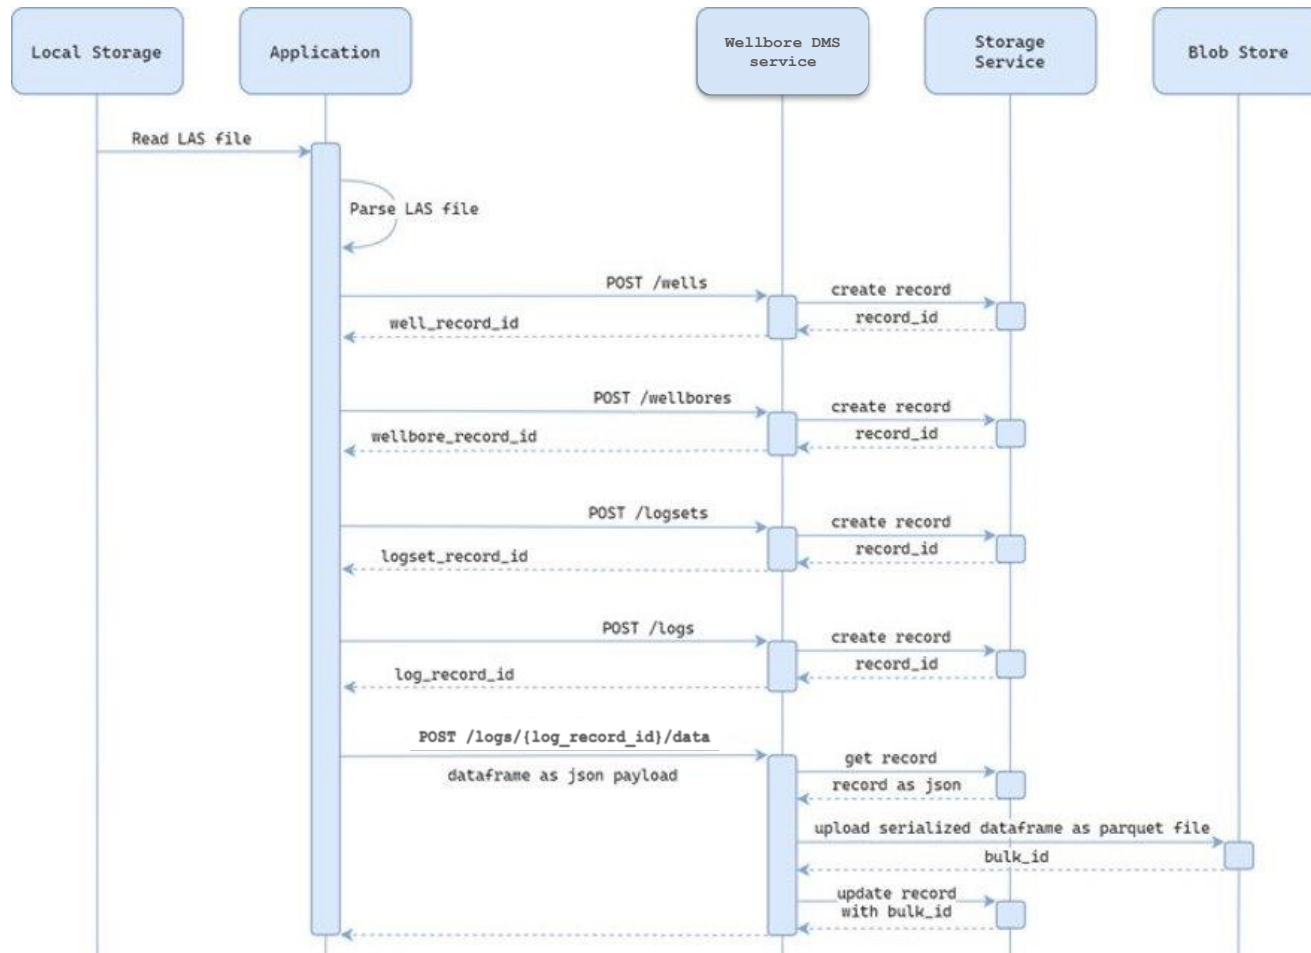 Local Storage
Application
Wellbore DMS
service
Storage
Service
Blob Store
Read LAS file
Parse LAS file
POST /wells
create record
record_id
well_record_id
POST /wellbores
create record
record_id
wellbore_record_id
POST /logsets
create record
record_id
logset_record_id
POST /logs
create record
record_id
log_record_id
POST /logs/{log_record_id}/data
dataframe as json payload
get record
record as json
upload serialized dataframe as parquet file
bulk_id
update record
with bulk_id